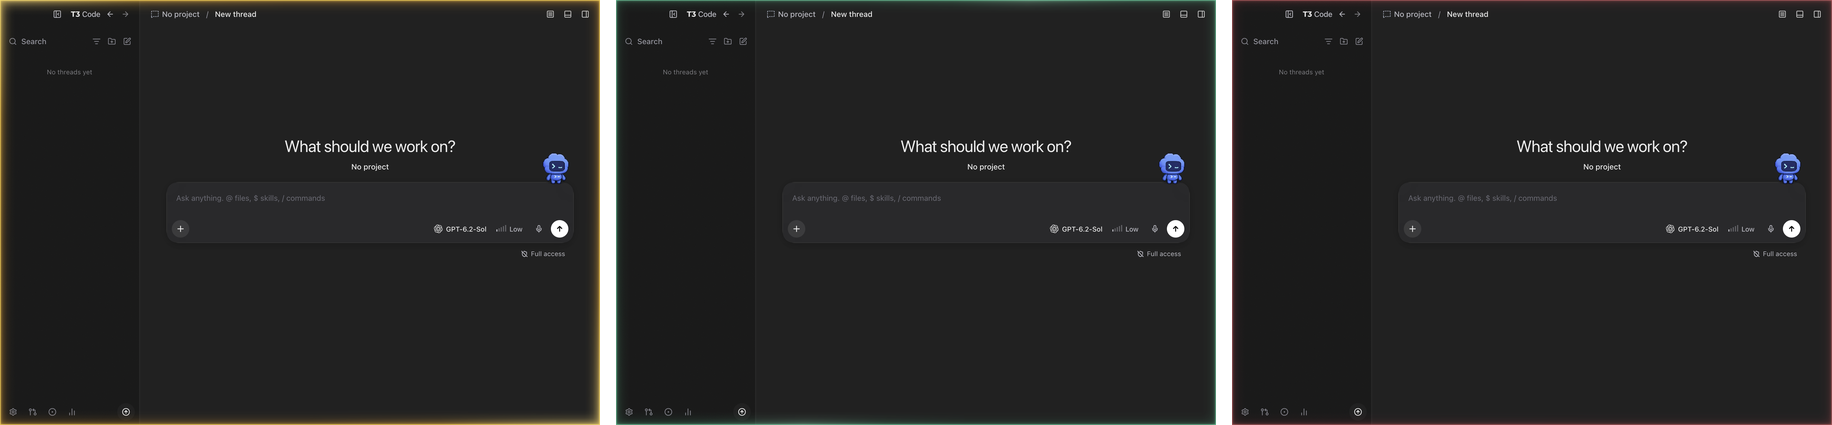 T3 Code
No project / New thread
Search
No threads yet
What should we work on?
No project
Ask anything. @ files, $ skills, / commands
GPT-6.2-Sol Low
Full access
T3 Code
No project / New thread
Search
No threads yet
What should we work on?
No project
Ask anything. @ files, $ skills, / commands
GPT-6.2-Sol Low
Full access
T3 Code
No project / New thread
Search
No threads yet
What should we work on?
No project
Ask anything. @ files, $ skills, / commands
GPT-6.2-Sol Low
Full access